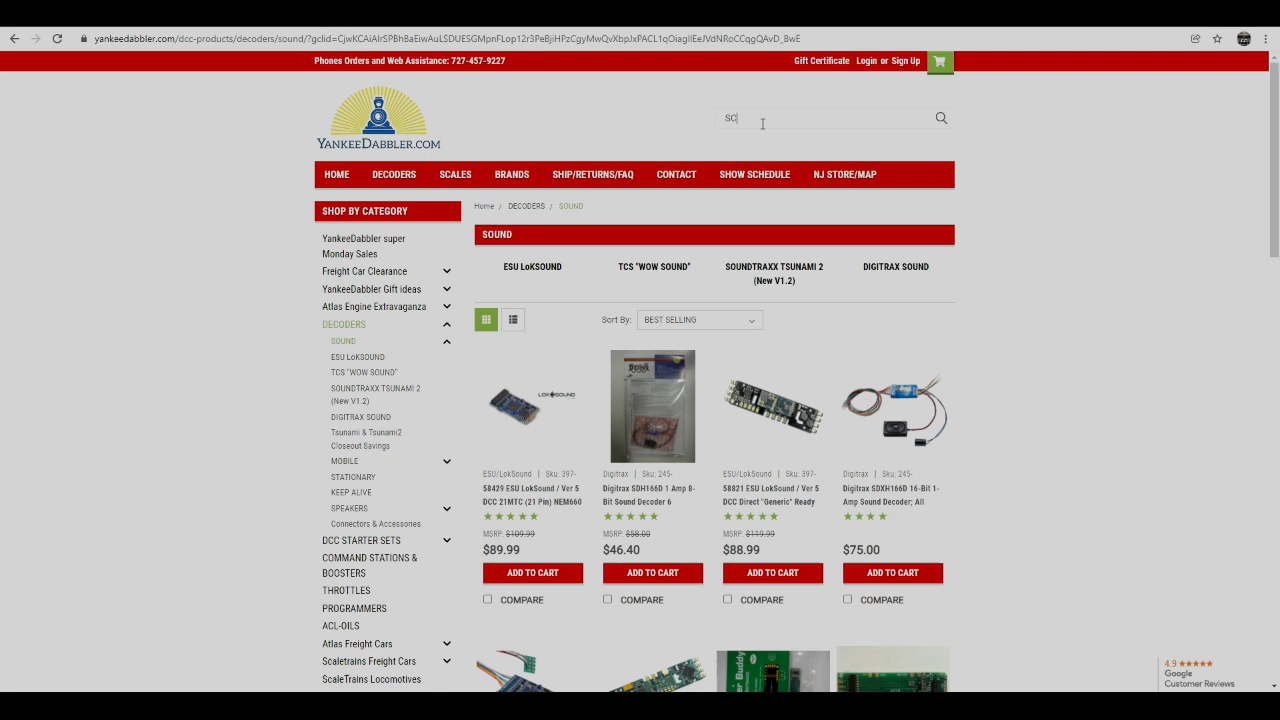 yankeedabbler.com/dcc-products/decoders/sound/?gclid=CjwKCAiAlrSPBhBaEiwAuLSDUESGMpnFLop12r3PeBjiHPzCgyMwQvXbpJxPACL1qOiagIIEeJVdNRoCCqgQAvD_BwE
Phones Orders and Web Assistance: 727-457-9227
Gift Certificate Login or Sign Up
YANKEEDABBLER.COM
SC
HOME DECODERS SCALES BRANDS SHIP/RETURNS/FAQ CONTACT SHOW SCHEDULE NJ STORE/MAP
SHOP BY CATEGORY
YankeeDabbler super
Monday Sales
Freight Car Clearance
YankeeDabbler Gift ideas
Atlas Engine Extravaganza
DECODERS
SOUND
ESU LoKSOUND
TCS "WOW SOUND"
SOUNDTRAXX TSUNAMI 2
(New V1.2)
DIGITRAX SOUND
Tsunami & Tsunami2
Closeout Savings
MOBILE
STATIONARY
KEEP ALIVE
SPEAKERS
Connectors & Accessories
DCC STARTER SETS
COMMAND STATIONS &
BOOSTERS
THROTTLES
PROGRAMMERS
ACL-OILS
Atlas Freight Cars
Scaletrains Freight Cars
ScaleTrains Locomotives
Home / DECODERS / SOUND
SOUND
ESU LoKSOUND TCS "WOW SOUND" SOUNDTRAXX TSUNAMI 2 DIGITRAX SOUND
(New V1.2)
Sort By: BEST SELLING
LOKSOUND
ESU/LokSound | Sku: 397-
58429 ESU LokSound / Ver 5
DCC 21MTC (21 Pin) NEM660
MSRP: $109.99
$89.99
ADD TO CART
COMPARE
Digitrax | Sku: 245-
Digitrax SDH166D 1 Amp 8-
Bit Sound Decoder 6
MSRP: $58.00
$46.40
ADD TO CART
COMPARE
ESU/LokSound | Sku: 397-
58821 ESU LokSound / Ver 5
DCC Direct "Generic" Ready
MSRP: $119.99
$88.99
ADD TO CART
COMPARE
Digitrax | Sku: 245-
Digitrax SDXH166D 16-Bit 1-
Amp Sound Decoder; All
$75.00
ADD TO CART
COMPARE
4.9
Google
Customer Reviews